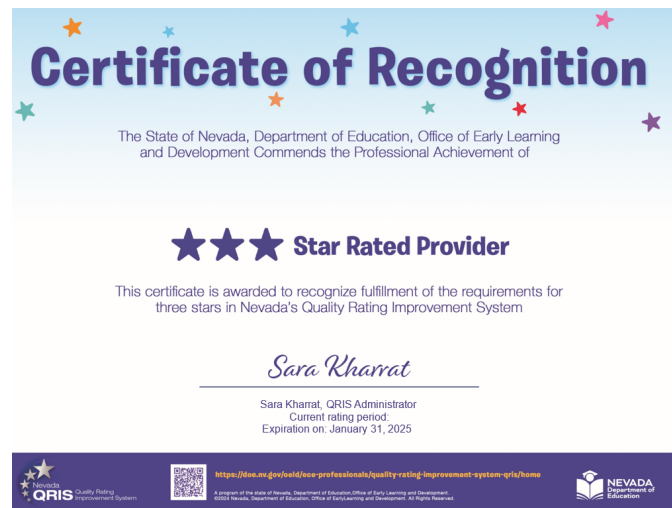 Certificate of Recognition
The State of Nevada, Department of Education, Office of Early Learning
and Development Commends the Professional Achievement of
Star Rated Provider
This certificate is awarded to recognize fulfillment of the requirements for
three stars in Nevada's Quality Rating Improvement System
Sara Kharrat
Sara Kharrat, QRIS Administrator
Current rating period:
Expiration on: January 31, 2025
Nevada
QRIS Quality Rating
Improvement System
https://doe.nv.gov/oeld/ece-professionals/quality-rating-improvement-system-qris/home
A program of the state of Nevada, Department of Education,Office of Early Learning and Development.
©2024 Nevada, Department of Education, Office of EarlyLearning and Development. All Rights Reserved.
NEVADA
Department of
Education